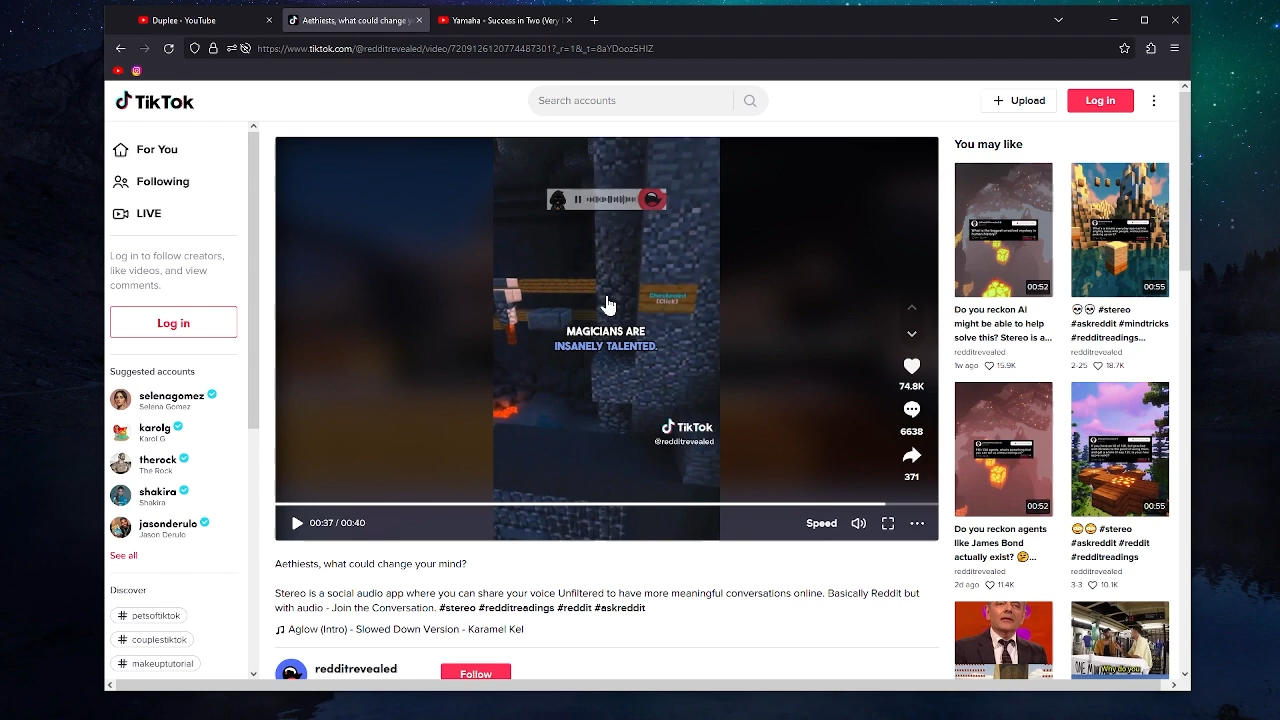 Duplee - YouTube
Aethiests, what could change y
Yamaha - Success in Two (Very
https://www.tiktok.com/@redditrevealed/video/7209126120774487301?_r=1&_t=8aYDooz5HIZ
TikTok
Search accounts
Upload
Log in
For You
Following
LIVE
Log in to follow creators,
like videos, and view
comments.
Log in
Suggested accounts
selenagomez
Selena Gomez
karolg
Karol G
therock
The Rock
shakira
Shakira
jasonderulo
Jason Derulo
See all
Discover
# petsoftiktok
# couplestiktok
# makeuptutorial
MAGICIANS ARE
INSANELY TALENTED.
TikTok
@redditrevealed
74.8K
6638
371
00:37 / 00:40
Speed
Aethiests, what could change your mind?
Stereo is a social audio app where you can share your voice Unfiltered to have more meaningful conversations online. Basically ReddIt but
with audio - Join the Conversation. #stereo #redditreadings #reddit #askreddit
Aglow (Intro) - Slowed Down Version - Karamel Kel
redditrevealed
Follow
You may like
00:52
Do you reckon AI
might be able to help
solve this? Stereo is a...
redditrevealed
1w ago 15.9K
00:55
#stereo
#askreddit #mindtricks
#redditreadings...
redditrevealed
2-25 18.7K
00:52
Do you reckon agents
like James Bond
actually exist? ...
redditrevealed
2d ago 11.4K
00:55
#stereo
#askreddit #reddit
#redditreadings
redditrevealed
3-3 10.1K
Why do you